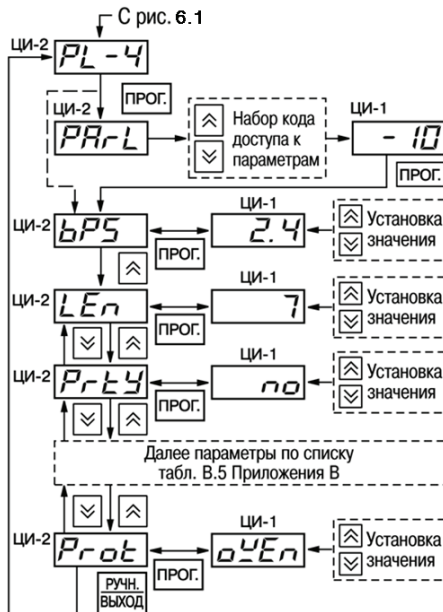 С рис. 6.1
ЦИ-2 PL-4
ПРОГ.
ЦИ-2
PArL
Набор кода
доступа к
параметрам
ЦИ-1
- 10
ПРОГ.
ЦИ-2 bPS
ПРОГ.
ЦИ-1
2.4
Установка
значения
ЦИ-2 LEn
ПРОГ.
ЦИ-1
7
Установка
значения
ЦИ-2 PrtY
ПРОГ.
ЦИ-1
no
Установка
значения
Далее параметры по списку
табл. В.5 Приложения В
ЦИ-2 Prot
ПРОГ.
ЦИ-1
oWEn
Установка
значения
РУЧН.
ВЫХОД